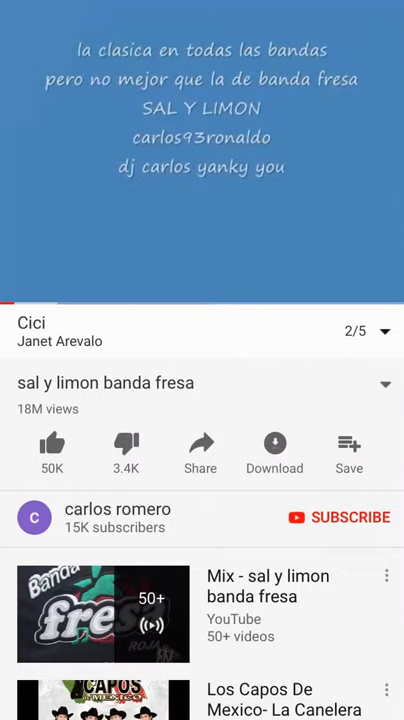 la clasica en todas las bandas
pero no mejor que la de banda fresa
SAL Y LIMON
carlos93ronaldo
dj carlos yanky you
Cici
Janet Arevalo
2/5
sal y limon banda fresa
18M views
50K
3.4K
Share
Download
Save
C
carlos romero
15K subscribers
SUBSCRIBE
Banda
fresa
ROJA
50+
Mix - sal y limon
banda fresa
YouTube
50+ videos
CAPOS
Los Capos De
Mexico- La Canelera